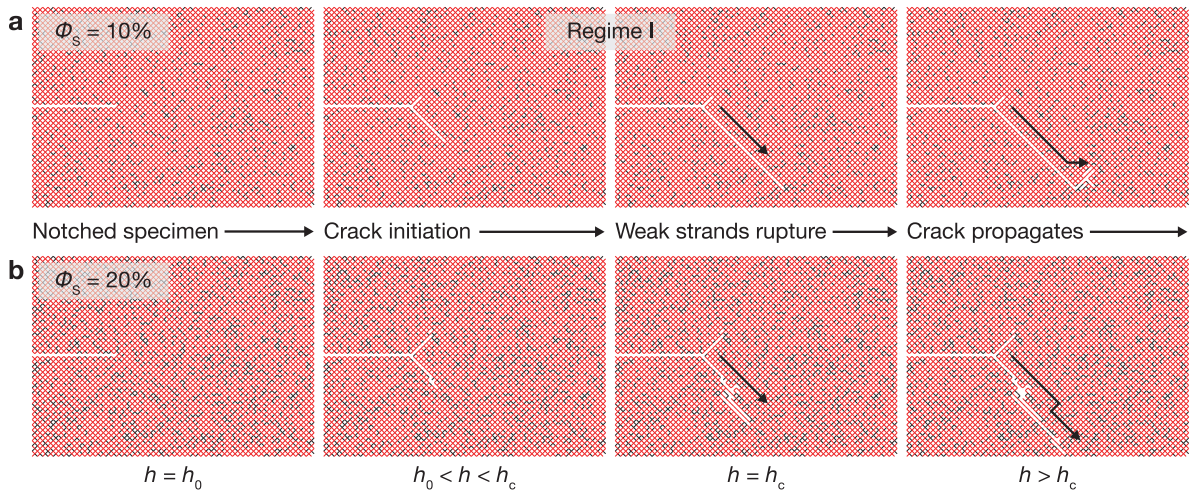 a
Φs = 10%
Regime I
Notched specimen
Crack initiation
Weak strands rupture
Crack propagates
b
Φs = 20%
h = h0
h0 < h < hc
h = hc
h > hc